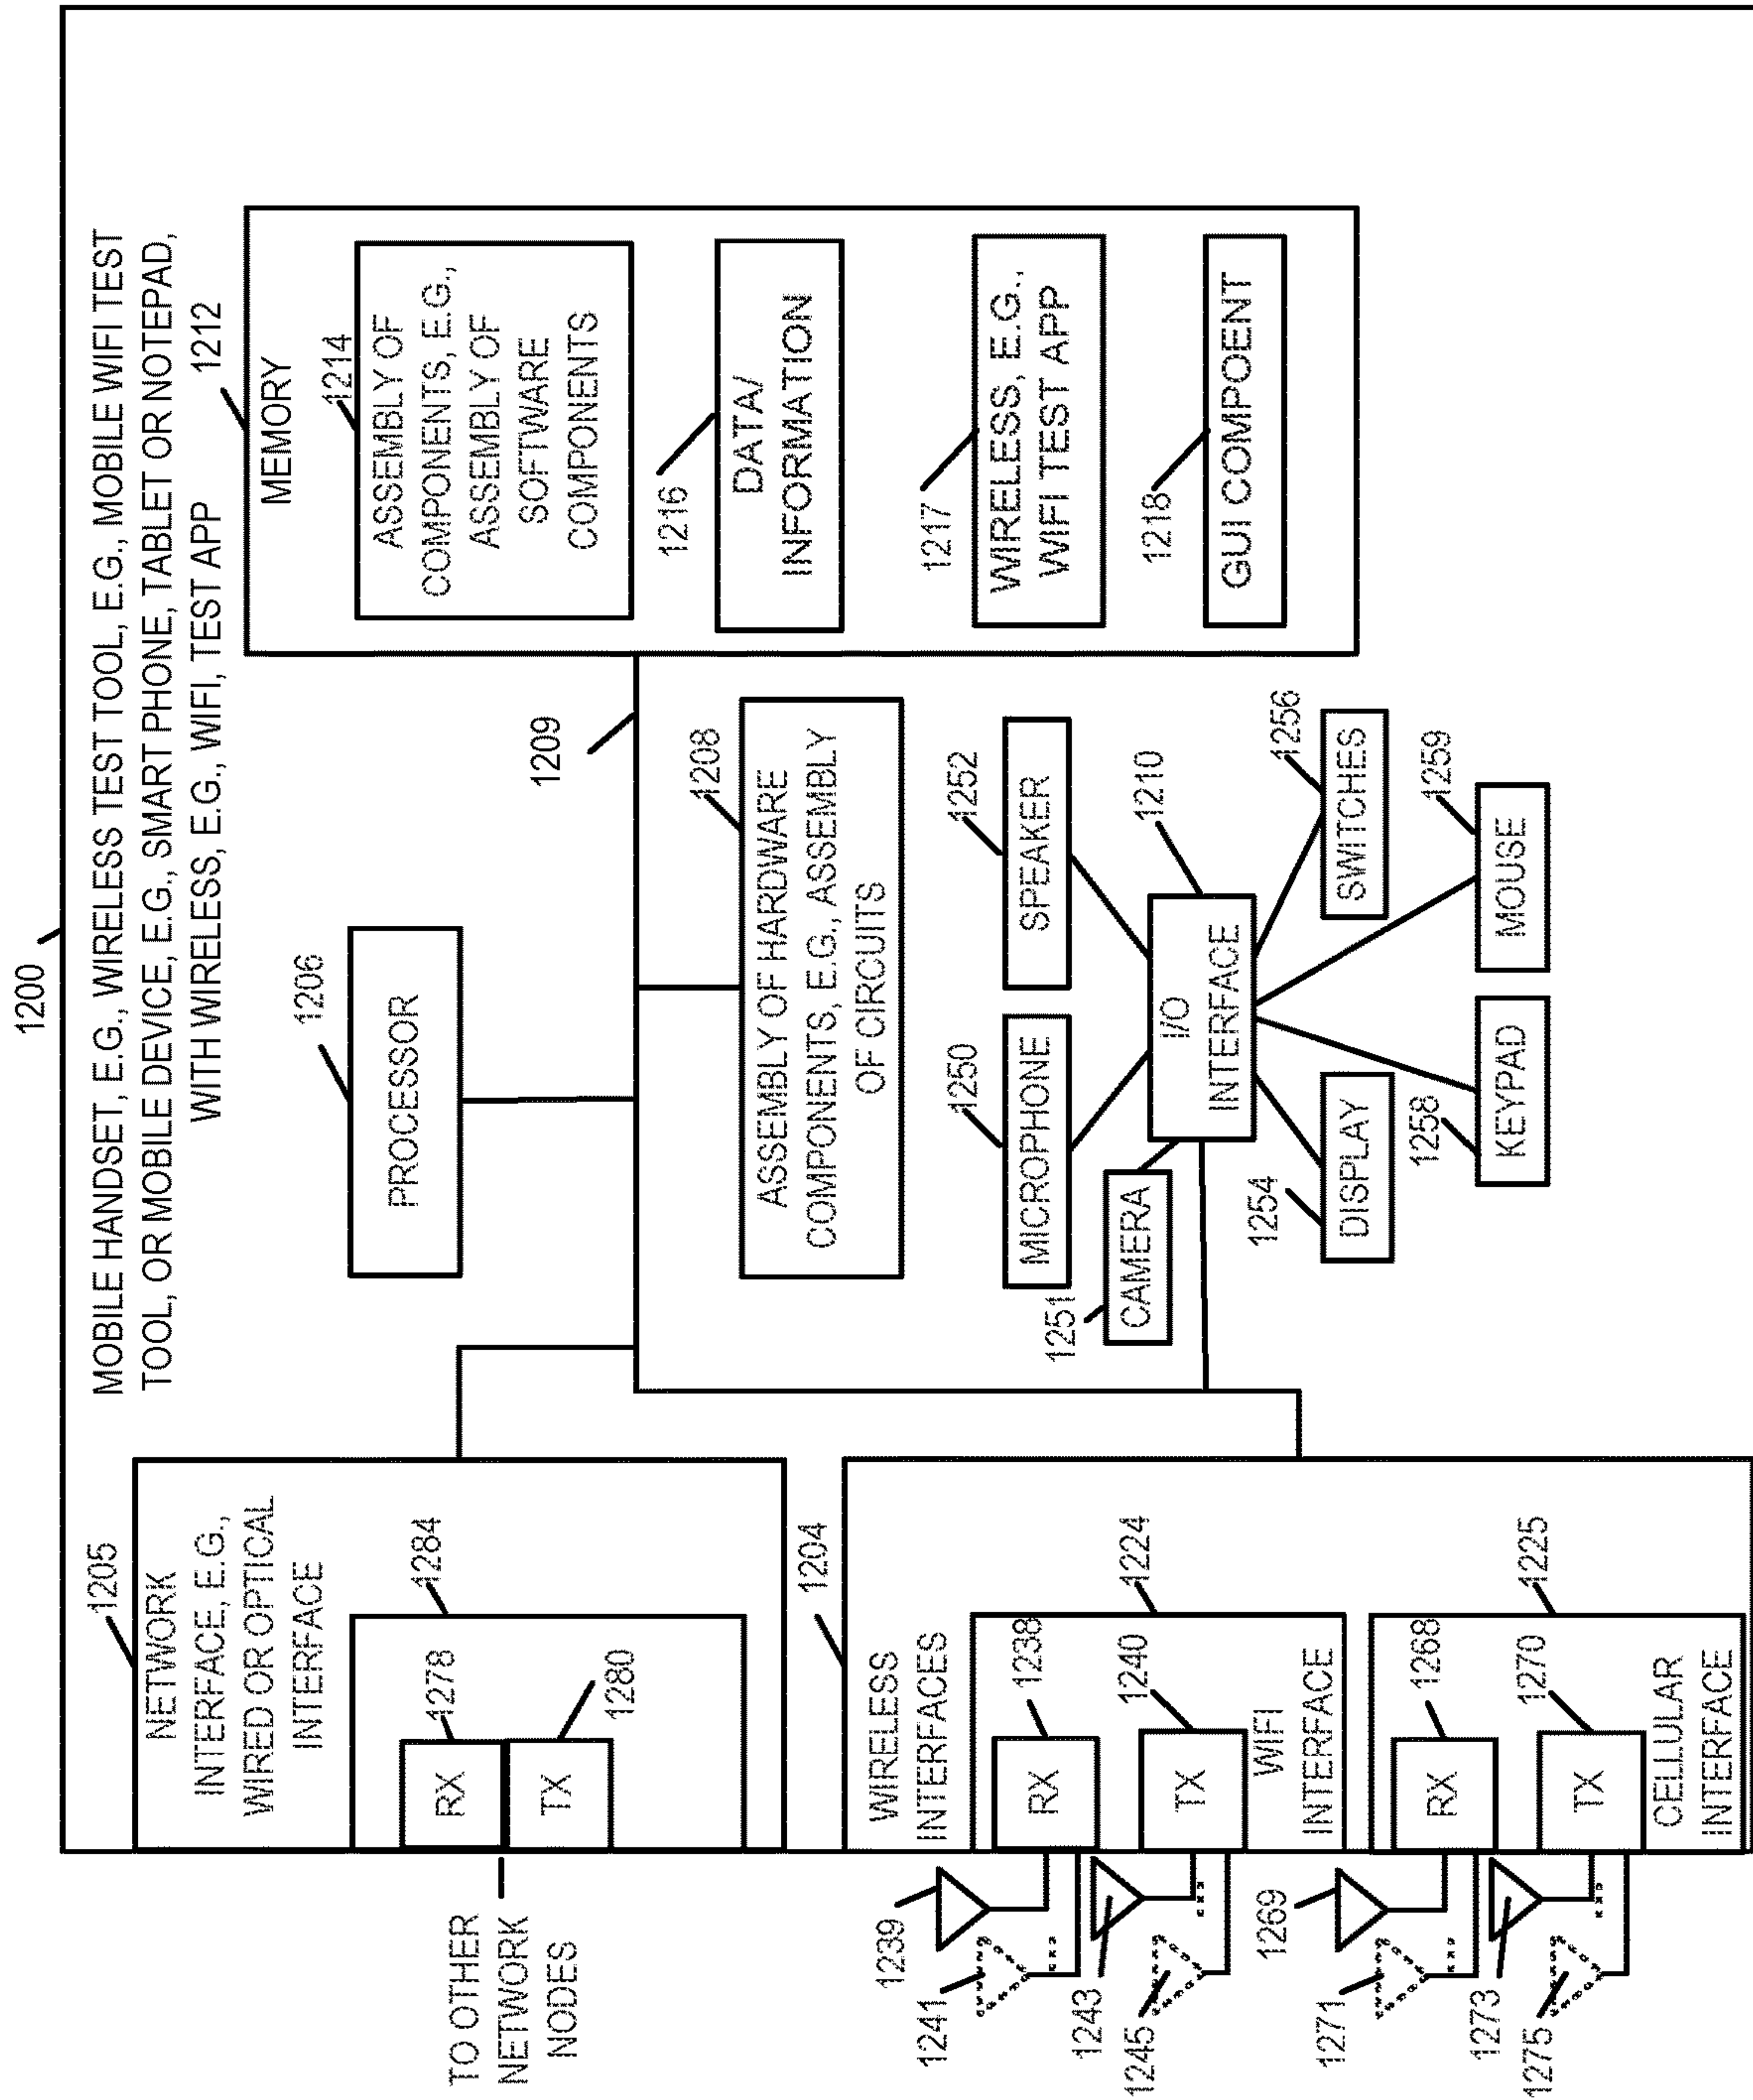 1200
MOBILE HANDSET, E.G., WIRELESS TEST TOOL, E.G., MOBILE WIFI TEST
TOOL, OR MOBILE DEVICE, E.G., SMART PHONE, TABLET OR NOTEPAD,
WITH WIRELESS, E.G., WIFI, TEST APP
1205
NETWORK
INTERFACE, E.G.,
WIRED OR OPTICAL
INTERFACE
1284
1278
RX
1280
TX
TO OTHER
NETWORK
NODES
1204
WIRELESS
INTERFACES
1224
1238
RX
1240
TX
WIFI
INTERFACE
1225
1268
RX
1270
TX
CELLULAR
INTERFACE
1239
1241
1243
1245
1269
1271
1273
1275
1206
PROCESSOR
1209
1208
ASSEMBLY OF HARDWARE
COMPONENTS, E.G., ASSEMBLY
OF CIRCUITS
1250
MICROPHONE
1252
SPEAKER
1251
CAMERA
1210
I/O
INTERFACE
1254
DISPLAY
1256
SWITCHES
1258
KEYPAD
1259
MOUSE
1212
MEMORY
1214
ASSEMBLY OF
COMPONENTS, E.G.,
ASSEMBLY OF
SOFTWARE
COMPONENTS
1216
DATA/
INFORMATION
1217
WIRELESS, E.G.,
WIFI TEST APP
1218
GUI COMPOENT